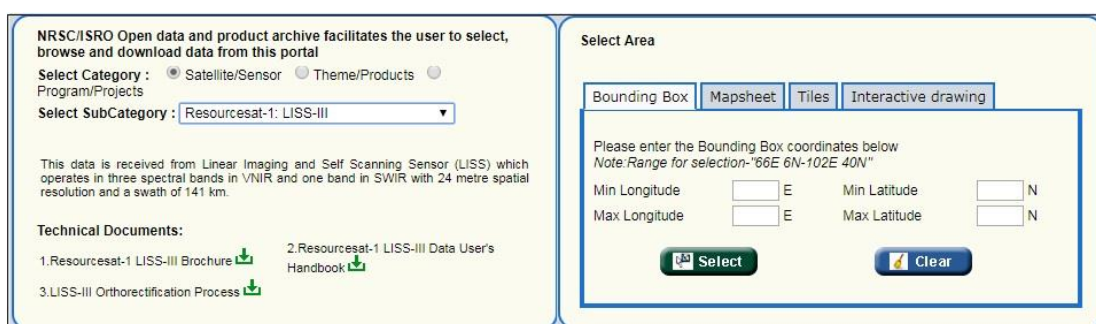 NRSC/ISRO Open data and product archive facilitates the user to select,
browse and download data from this portal
Select Category : Satellite/Sensor Theme/Products
Program/Projects
Select SubCategory : Resourcesat-1: LISS-III
This data is received from Linear Imaging and Self Scanning Sensor (LISS) which
operates in three spectral bands in VNIR and one band in SWIR with 24 metre spatial
resolution and a swath of 141 km.
Technical Documents:
1.Resourcesat-1 LISS-III Brochure
2.Resourcesat-1 LISS-III Data User's
Handbook
3.LISS-III Orthorectification Process
Select Area
Bounding Box Mapsheet Tiles Interactive drawing
Please enter the Bounding Box coordinates below
Note:Range for selection-"66E 6N-102E 40N"
Min Longitude E Min Latitude N
Max Longitude E Max Latitude N
Select Clear